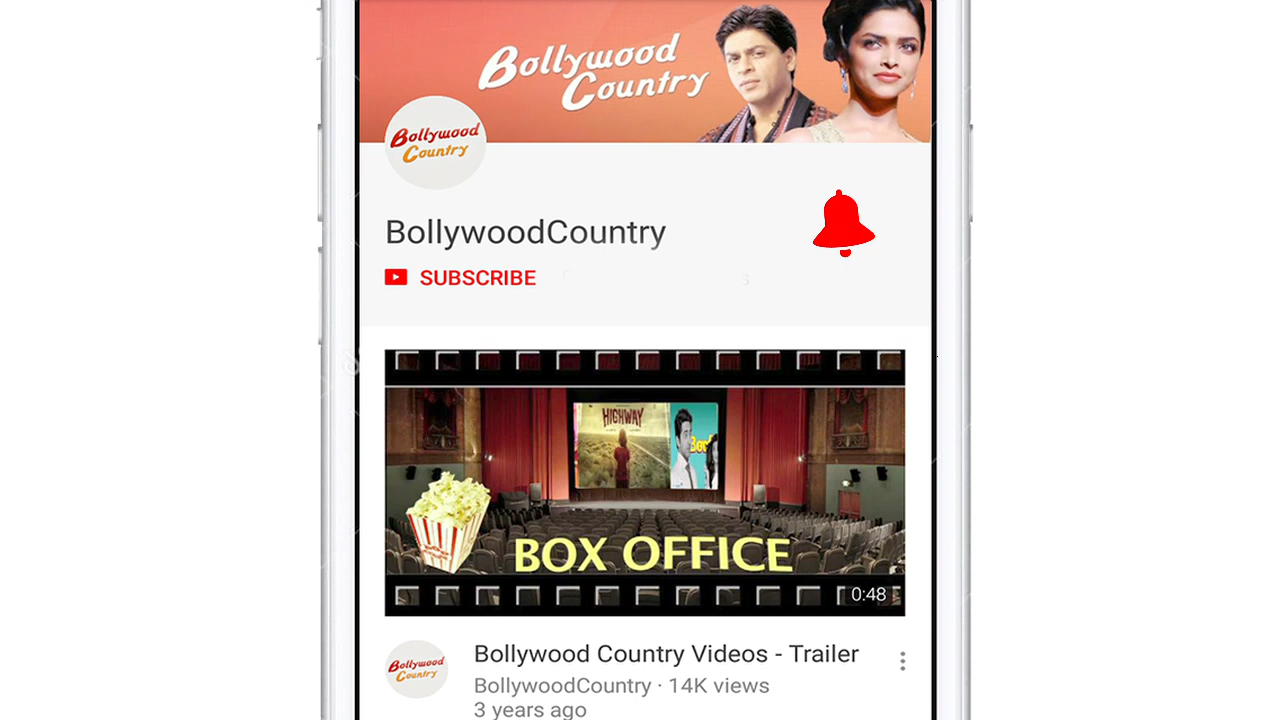 Bollywood
Country
Bollywood
Country
BollywoodCountry
SUBSCRIBE
HIGHWAY
BOX OFFICE
0:48
Bollywood
Country
Bollywood Country Videos - Trailer
BollywoodCountry · 14K views
3 years ago